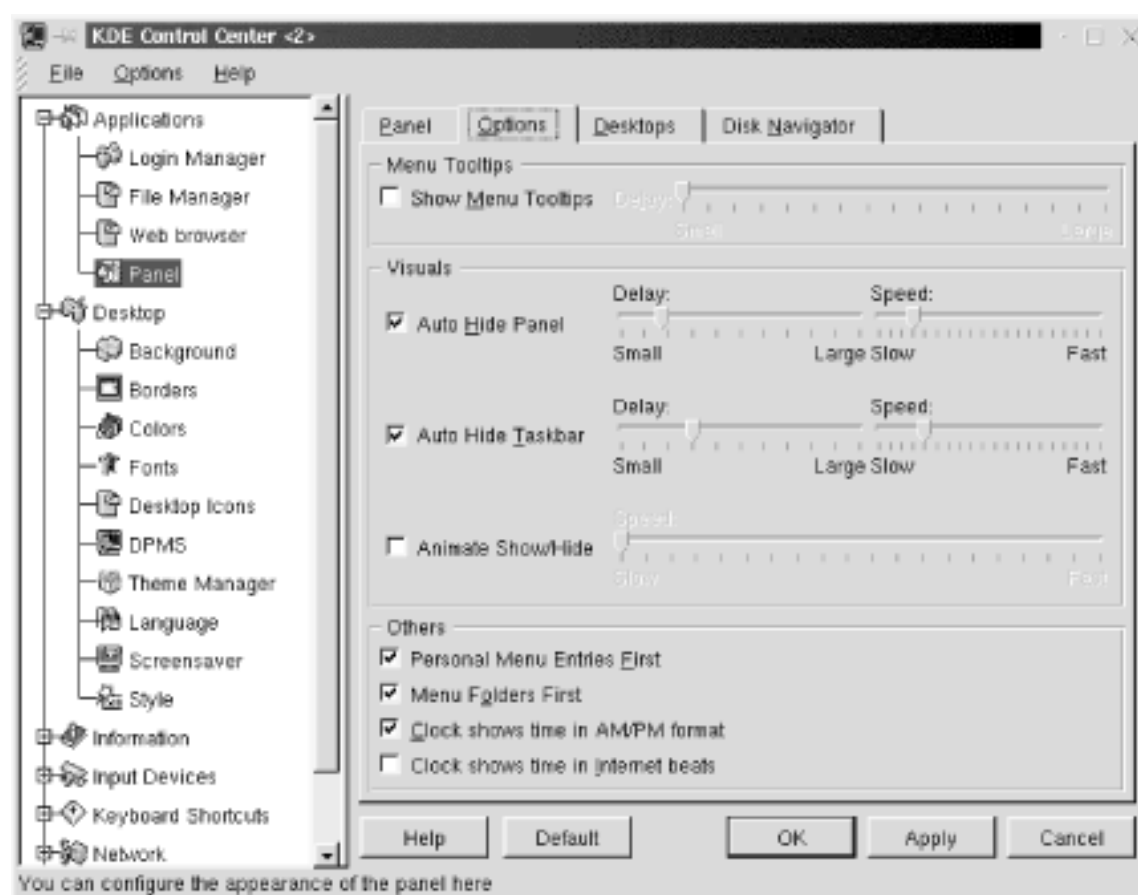 KDE Control Center <2>
File Options Help
Applications
Login Manager
File Manager
Web browser
Panel
Desktop
Background
Borders
Colors
Fonts
Desktop Icons
DPMS
Theme Manager
Language
Screensaver
Style
Information
Input Devices
Keyboard Shortcuts
Network
Panel Options Desktops Disk Navigator
Menu Tooltips
Show Menu Tooltips Delay:
Small Large
Visuals
Delay: Speed:
Auto Hide Panel
Small Large Slow Fast
Delay: Speed:
Auto Hide Taskbar
Small Large Slow Fast
Speed:
Animate Show/Hide
Slow Fast
Others
Personal Menu Entries First
Menu Folders First
Clock shows time in AM/PM format
Clock shows time in Internet beats
Help Default OK Apply Cancel
You can configure the appearance of the panel here